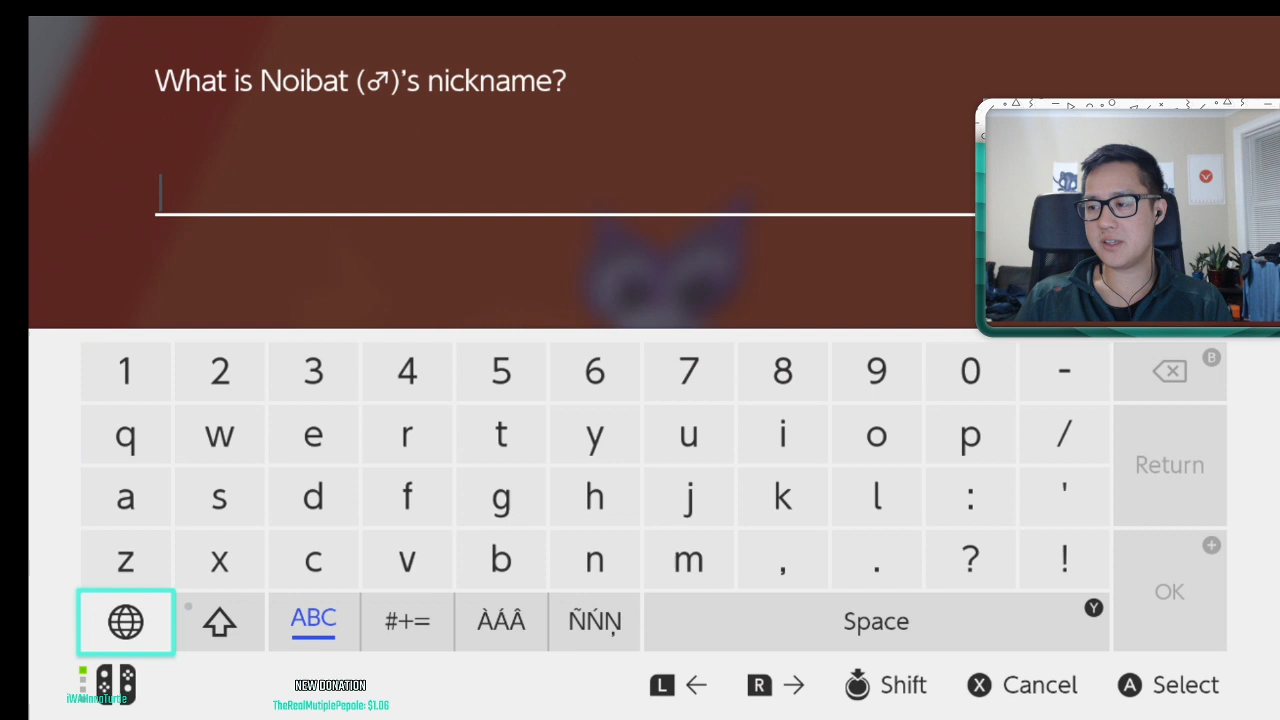 What is Noibat (♂)'s nickname?
1 2 3 4 5 6 7 8 9 0 -
B
q w e r t y u i o p /
Return
a s d f g h j k l : '
z x c v b n m , . ? !
+
OK
ABC #+= ÀÁÂ ÑŃŅ Space Y
L ← R → Shift X Cancel A Select
NEW DONATION
TheRealMutiplePepole: $1.06